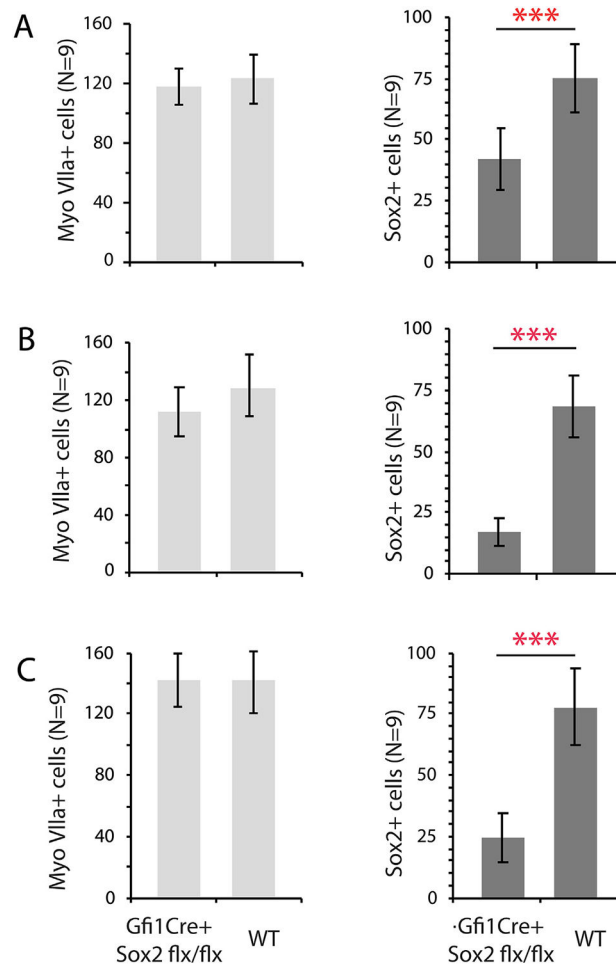 A
Myo VIIa+ cells (N=9)
160
120
80
40
0
***
Sox2+ cells (N=9)
100
75
50
25
0
B
Myo VIIa+ cells (N=9)
160
120
80
40
0
***
Sox2+ cells (N=9)
100
75
50
25
0
C
Myo VIIa+ cells (N=9)
160
120
80
40
0
***
Sox2+ cells (N=9)
100
75
50
25
0
Gfi1Cre+
Sox2 flx/flx
WT
·Gfi1Cre+
Sox2 flx/flx
WT